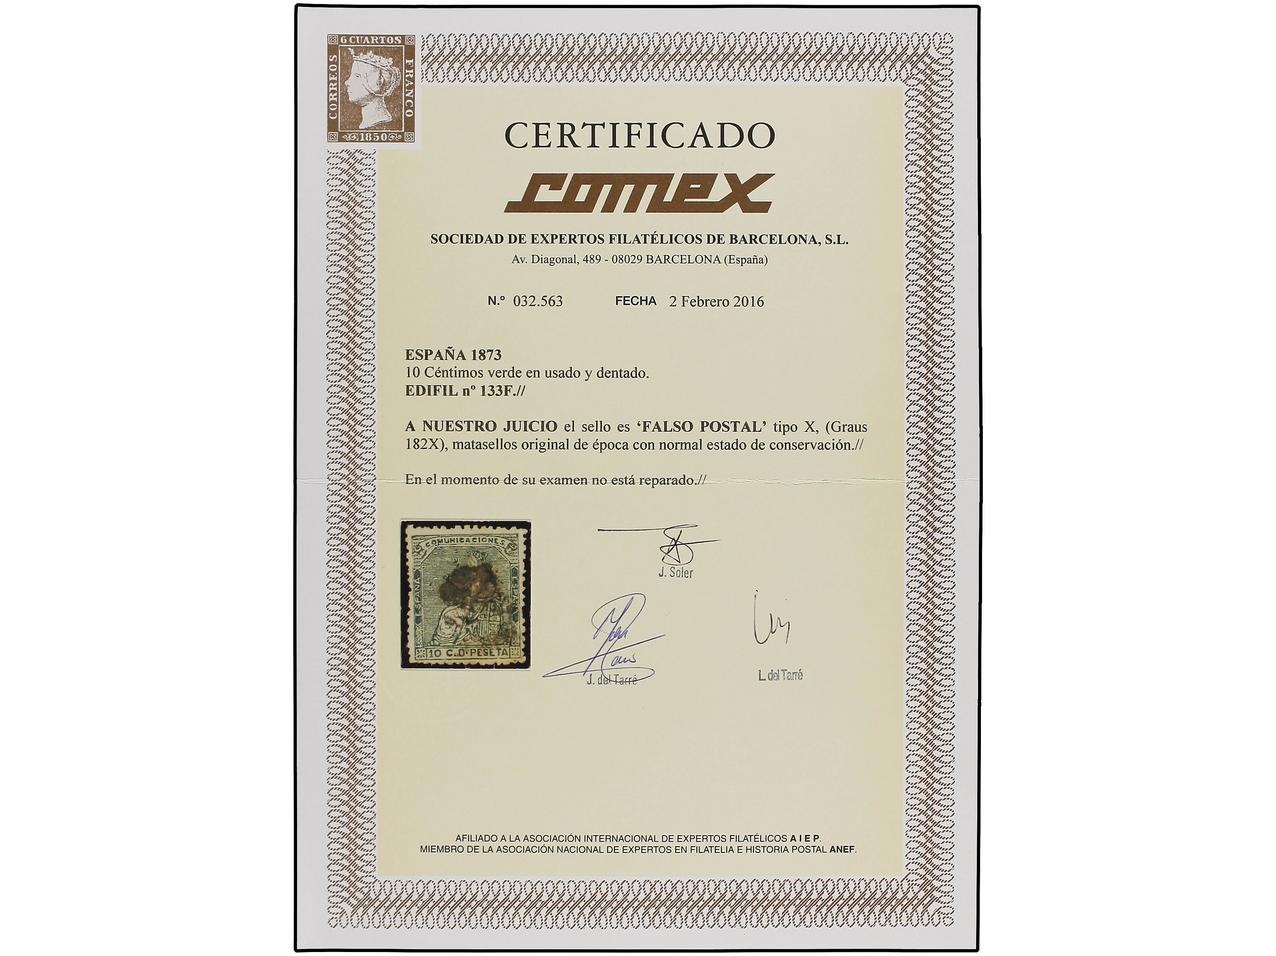 6 CUARTOS
CORREOS
FRANCO
1850
CERTIFICADO
comex
SOCIEDAD DE EXPERTOS FILATÉLICOS DE BARCELONA, S.L.
Av. Diagonal, 489 - 08029 BARCELONA (España)
N.º 032.563 FECHA 2 Febrero 2016
ESPAÑA 1873
10 Céntimos verde en usado y dentado.
EDIFIL nº 133F.//
A NUESTRO JUICIO el sello es ‘FALSO POSTAL’ tipo X, (Graus
182X), matasellos original de época con normal estado de conservación.//
En el momento de su examen no está reparado.//
COMUNICACIONES
ESPAÑA
ESPAÑA
10 C. D. PESETA
J. Soler
J. del Tarré
L. del Tarré
AFILIADO A LA ASOCIACIÓN INTERNACIONAL DE EXPERTOS FILATÉLICOS A I E P.
MIEMBRO DE LA ASOCIACIÓN NACIONAL DE EXPERTOS EN FILATELIA E HISTORIA POSTAL ANEF.